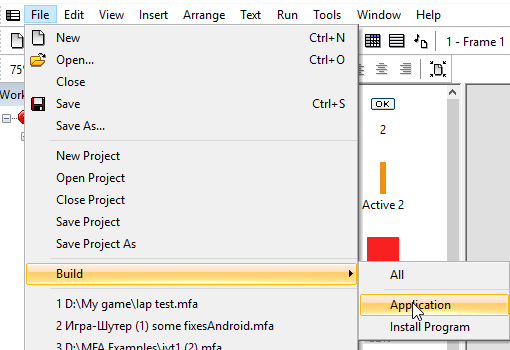 File Edit View Insert Arrange Text Run Tools Window Help
New Ctrl+N
1 - Frame 1
Open... Ctrl+O
75%
Close
Work
Save Ctrl+S
OK
Save As...
2
New Project
Open Project
Close Project
Active 2
Save Project
Save Project As
Build
All
1 D:\My game\lap test.mfa
Application
2 Игра-Шутер (1) some fixesAndroid.mfa
Install Program
3 D:\MFA Examples\jvt1 (2).mfa